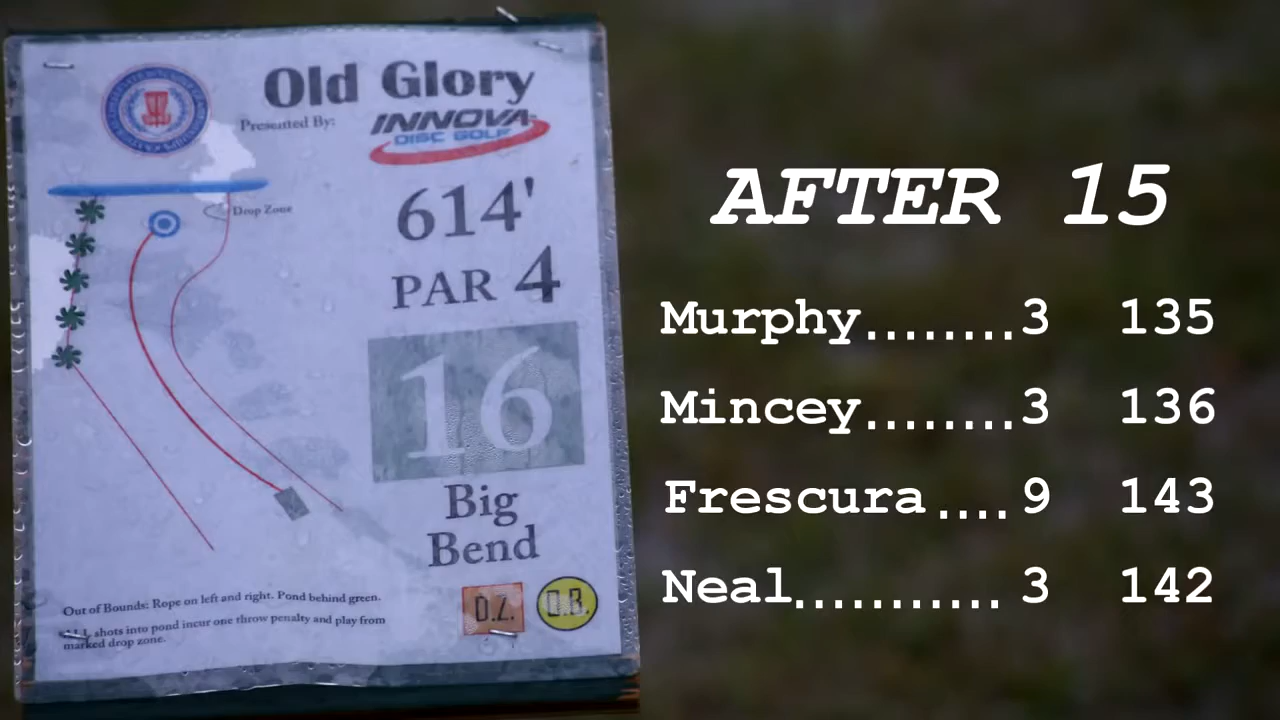 Old Glory
Presented By:
INNOVA
DISC GOLF
614'
Drop Zone
PAR 4
16
Big
Bend
D.Z. O.B.
Out of Bounds: Rope on left and right. Pond behind green.
ALL shots into pond incur one throw penalty and play from
marked drop zone.
AFTER 15
Murphy........3 135
Mincey........3 136
Frescura....9 143
Neal...........3 142